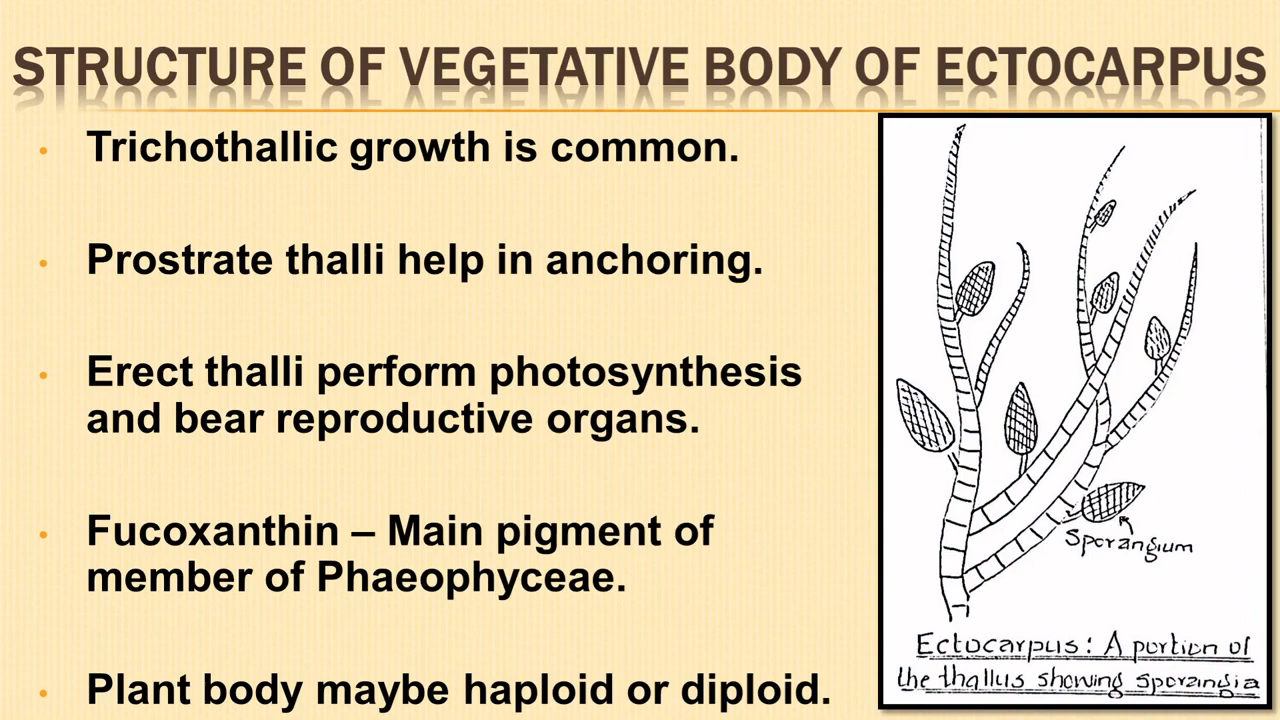 STRUCTURE OF VEGETATIVE BODY OF ECTOCARPUS
• Trichothallic growth is common.
• Prostrate thalli help in anchoring.
• Erect thalli perform photosynthesis
and bear reproductive organs.
• Fucoxanthin – Main pigment of
member of Phaeophyceae.
• Plant body maybe haploid or diploid.
Sporangium
Ectocarpus: A portion of
the thallus showing sporangia